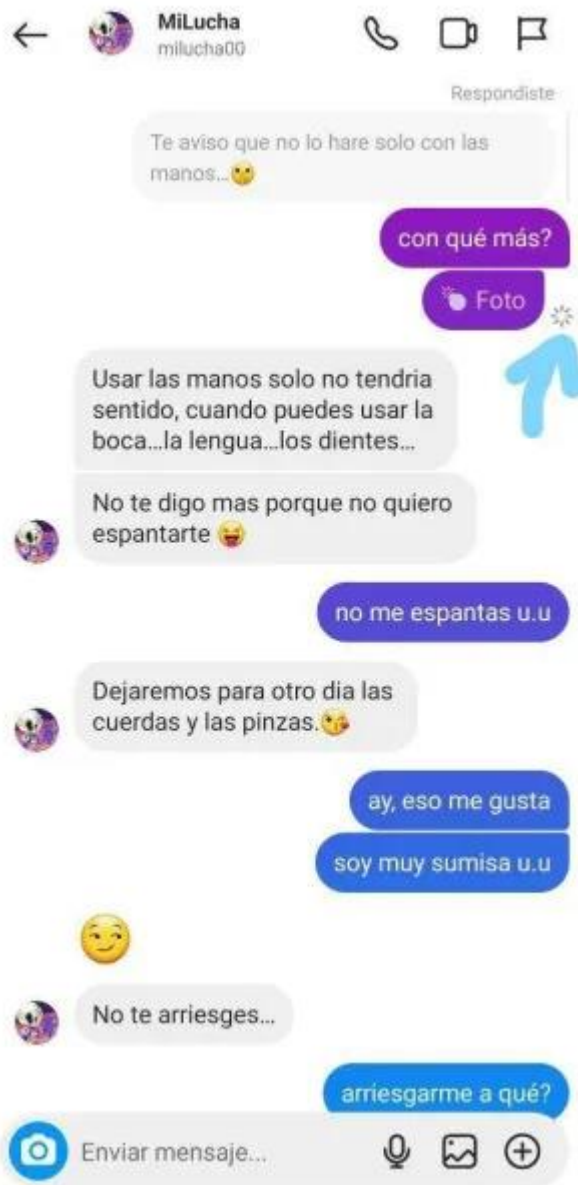 MiLucha
milucha00
Respondiste
Te aviso que no lo hare solo con las
manos...🤭
con qué más?
Foto
Usar las manos solo no tendria
sentido, cuando puedes usar la
boca...la lengua...los dientes...
No te digo mas porque no quiero
espantarte 😝
no me espantas u.u
Dejaremos para otro dia las
cuerdas y las pinzas.😘
ay, eso me gusta
soy muy sumisa u.u
😏
No te arriesges...
arriesgarme a qué?
Enviar mensaje...